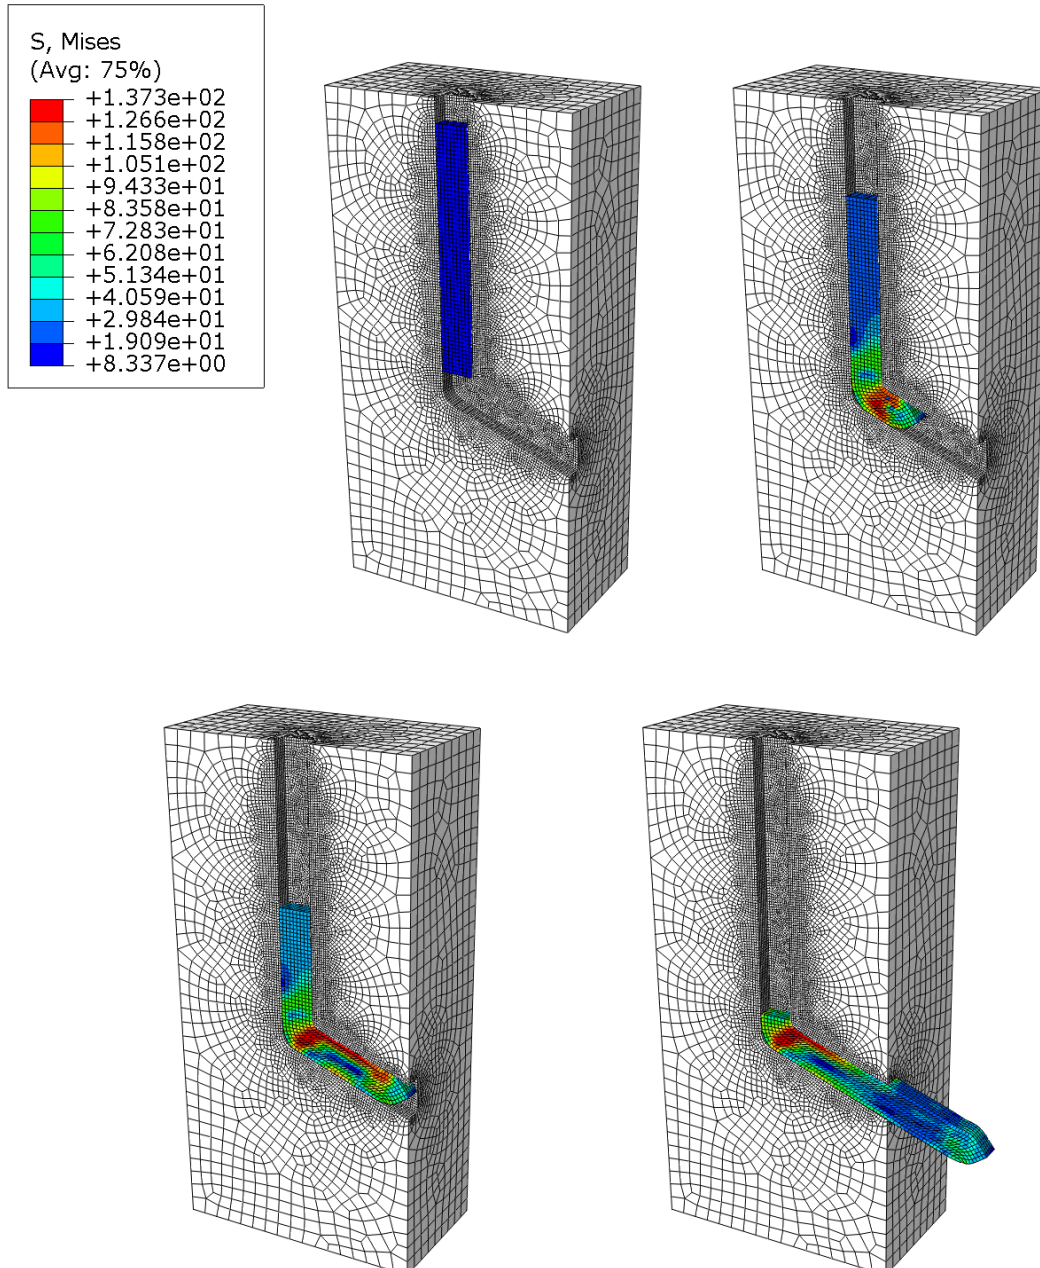 S, Mises
(Avg: 75%)
+1.373e+02
+1.266e+02
+1.158e+02
+1.051e+02
+9.433e+01
+8.358e+01
+7.283e+01
+6.208e+01
+5.134e+01
+4.059e+01
+2.984e+01
+1.909e+01
+8.337e+00